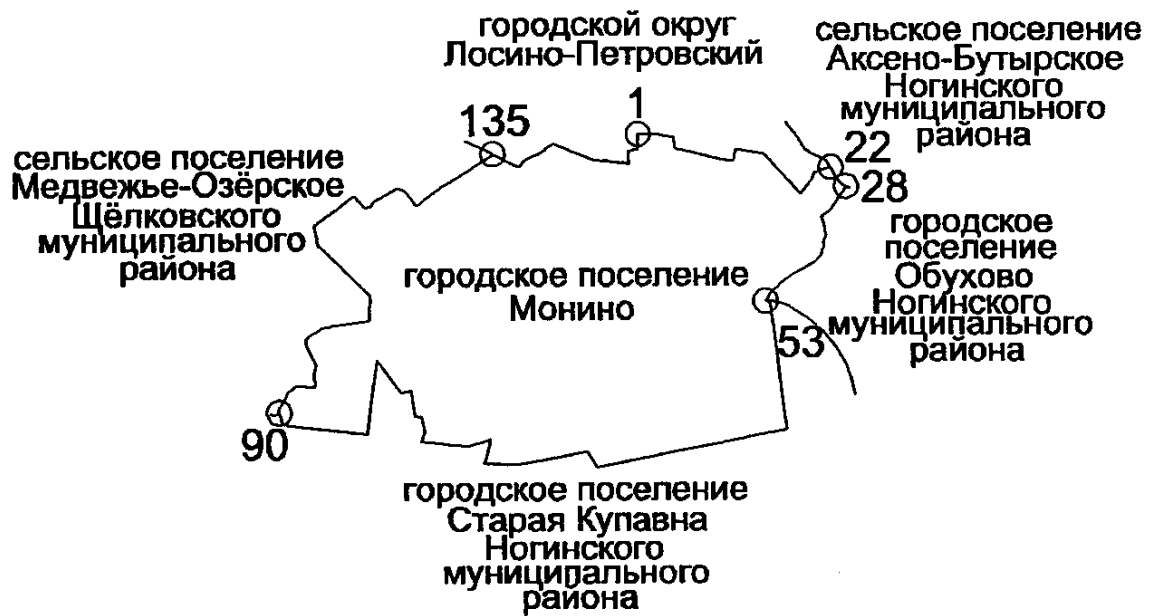 городской округ
Лосино-Петровский
сельское поселение
Аксено-Бутырское
Ногинского
муниципального
района
1
135
22
28
сельское поселение
Медвежье-Озёрское
Щёлковского
муниципального
района
городское
поселение
Обухово
Ногинского
муниципального
района
городское поселение
Монино
53
90
городское поселение
Старая Купавна
Ногинского
муниципального
района